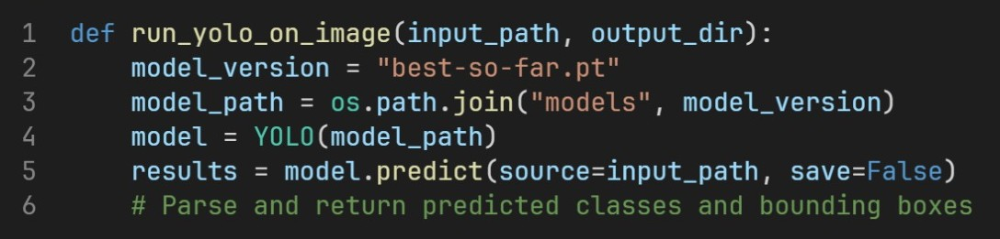 1 def run_yolo_on_image(input_path, output_dir):
2     model_version = "best-so-far.pt"
3     model_path = os.path.join("models", model_version)
4     model = YOLO(model_path)
5     results = model.predict(source=input_path, save=False)
6     # Parse and return predicted classes and bounding boxes